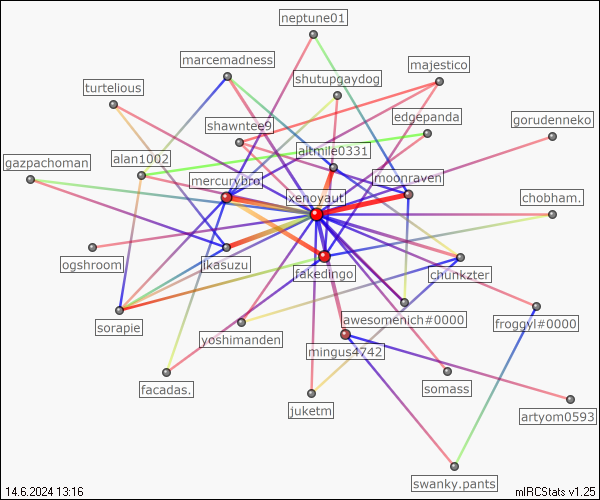 neptune01
marcemadness
majestico
shutupgaydog
turtelious
edgepanda
gorudenneko
shawntee9
altmile0331
gazpachoman
alan1002
mercurybro
moonraven
xenoyaut
chobham.
ogshroom
jkasuzu
fakedingo
chunkzter
awesomenich#0000
froggyl#0000
sorapie
yoshimanden
mingus4742
facadas.
somass
juketm
artyom0593
swanky.pants
14.6.2024 13:16
mIRCStats v1.25